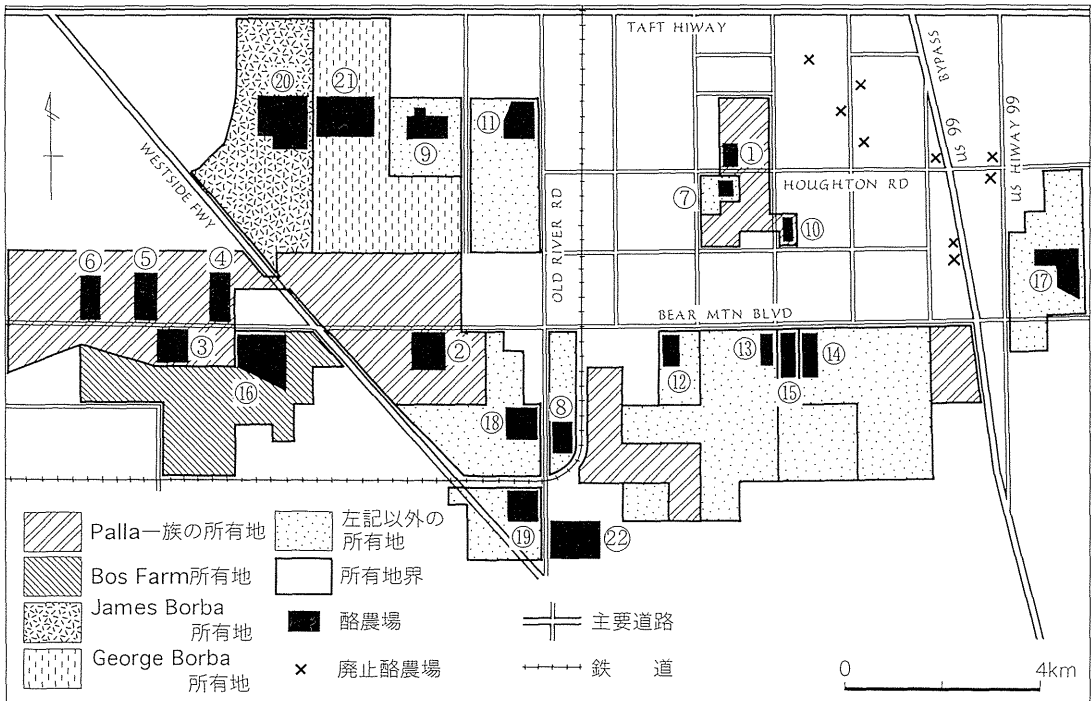 TAFT HIWAY
BYPASS
US 99
US HIWAY 99
WESTSIDE FWY
OLD RIVER RD
HOUGHTON RD
BEAR MTN BLVD
⑳
㉑
⑨
⑪
①
⑦
⑩
⑰
⑥
⑤
④
③
②
⑯
⑱
⑧
⑫
⑬
⑭
⑮
⑲
㉒
Palla一族の所有地
Bos Farm所有地
James Borba
所有地
George Borba
所有地
左記以外の
所有地
所有地界
酪農場
廃止酪農場
主要道路
鉄 道
0 4km